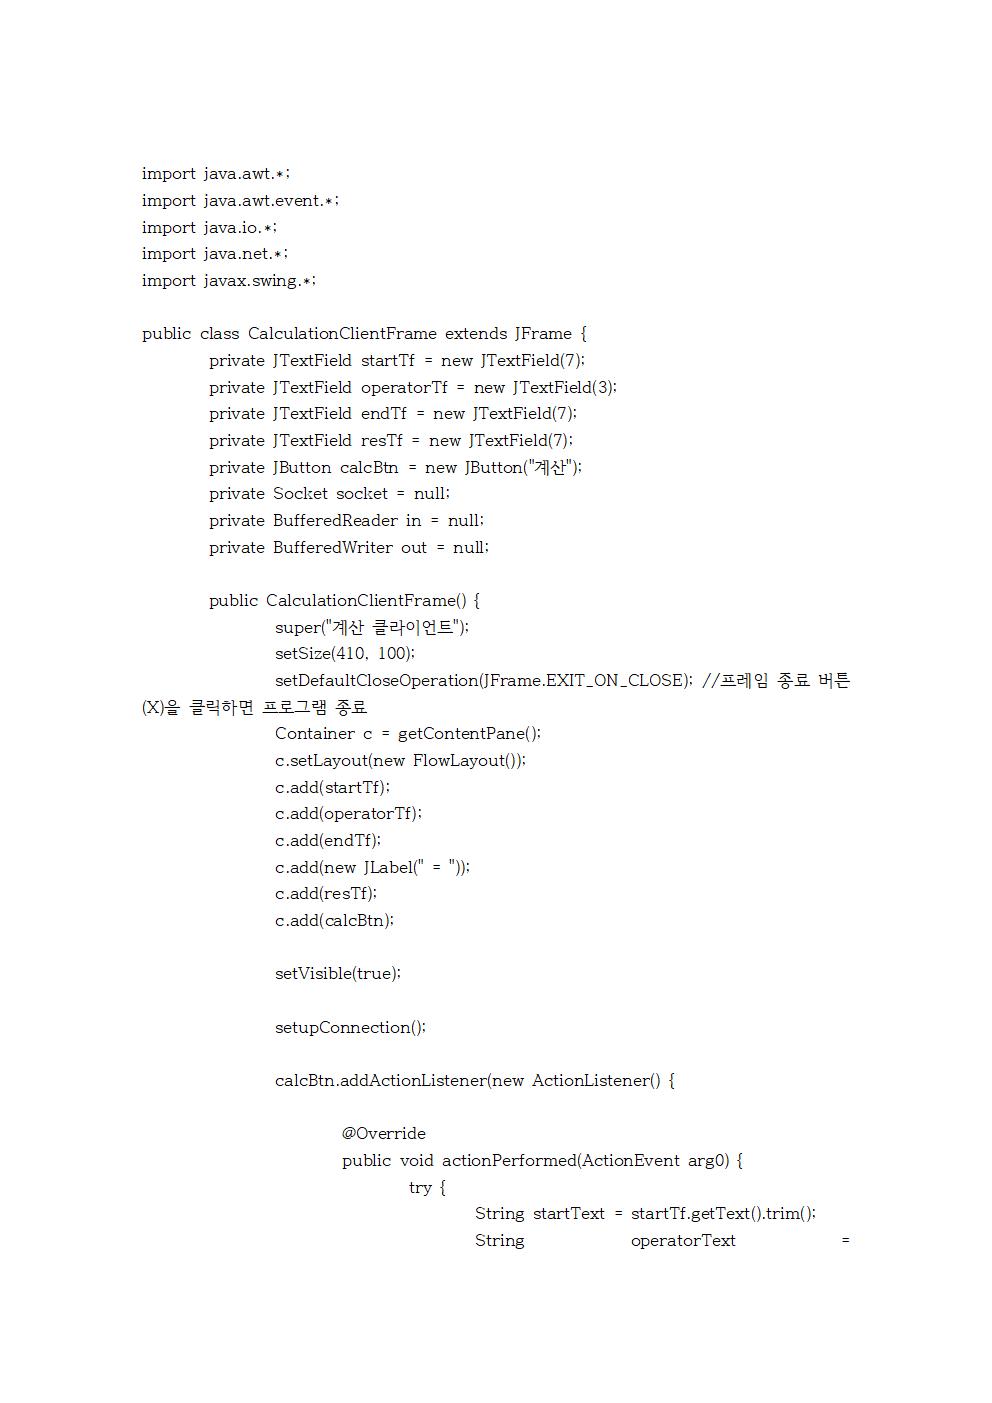 import java.awt.*;
import java.awt.event.*;
import java.io.*;
import java.net.*;
import javax.swing.*;
public class CalculationClientFrame extends JFrame {
private JTextField startTf = new JTextField(7);
private JTextField operatorTf = new JTextField(3);
private JTextField endTf = new JTextField(7);
private JTextField resTf = new JTextField(7);
private JButton calcBtn = new JButton("계산");
private Socket socket = null;
private BufferedReader in = null;
private BufferedWriter out = null;
public CalculationClientFrame() {
super("계산 클라이언트");
setSize(410, 100);
setDefaultCloseOperation(JFrame.EXIT_ON_CLOSE); //프레임 종료 버튼
(X)을 클릭하면 프로그램 종료
Container c = getContentPane();
c.setLayout(new FlowLayout());
c.add(startTf);
c.add(operatorTf);
c.add(endTf);
c.add(new JLabel(" = "));
c.add(resTf);
c.add(calcBtn);
setVisible(true);
setupConnection();
calcBtn.addActionListener(new ActionListener() {
@Override
public void actionPerformed(ActionEvent arg0) {
try {
String startText = startTf.getText().trim();
String operatorText =